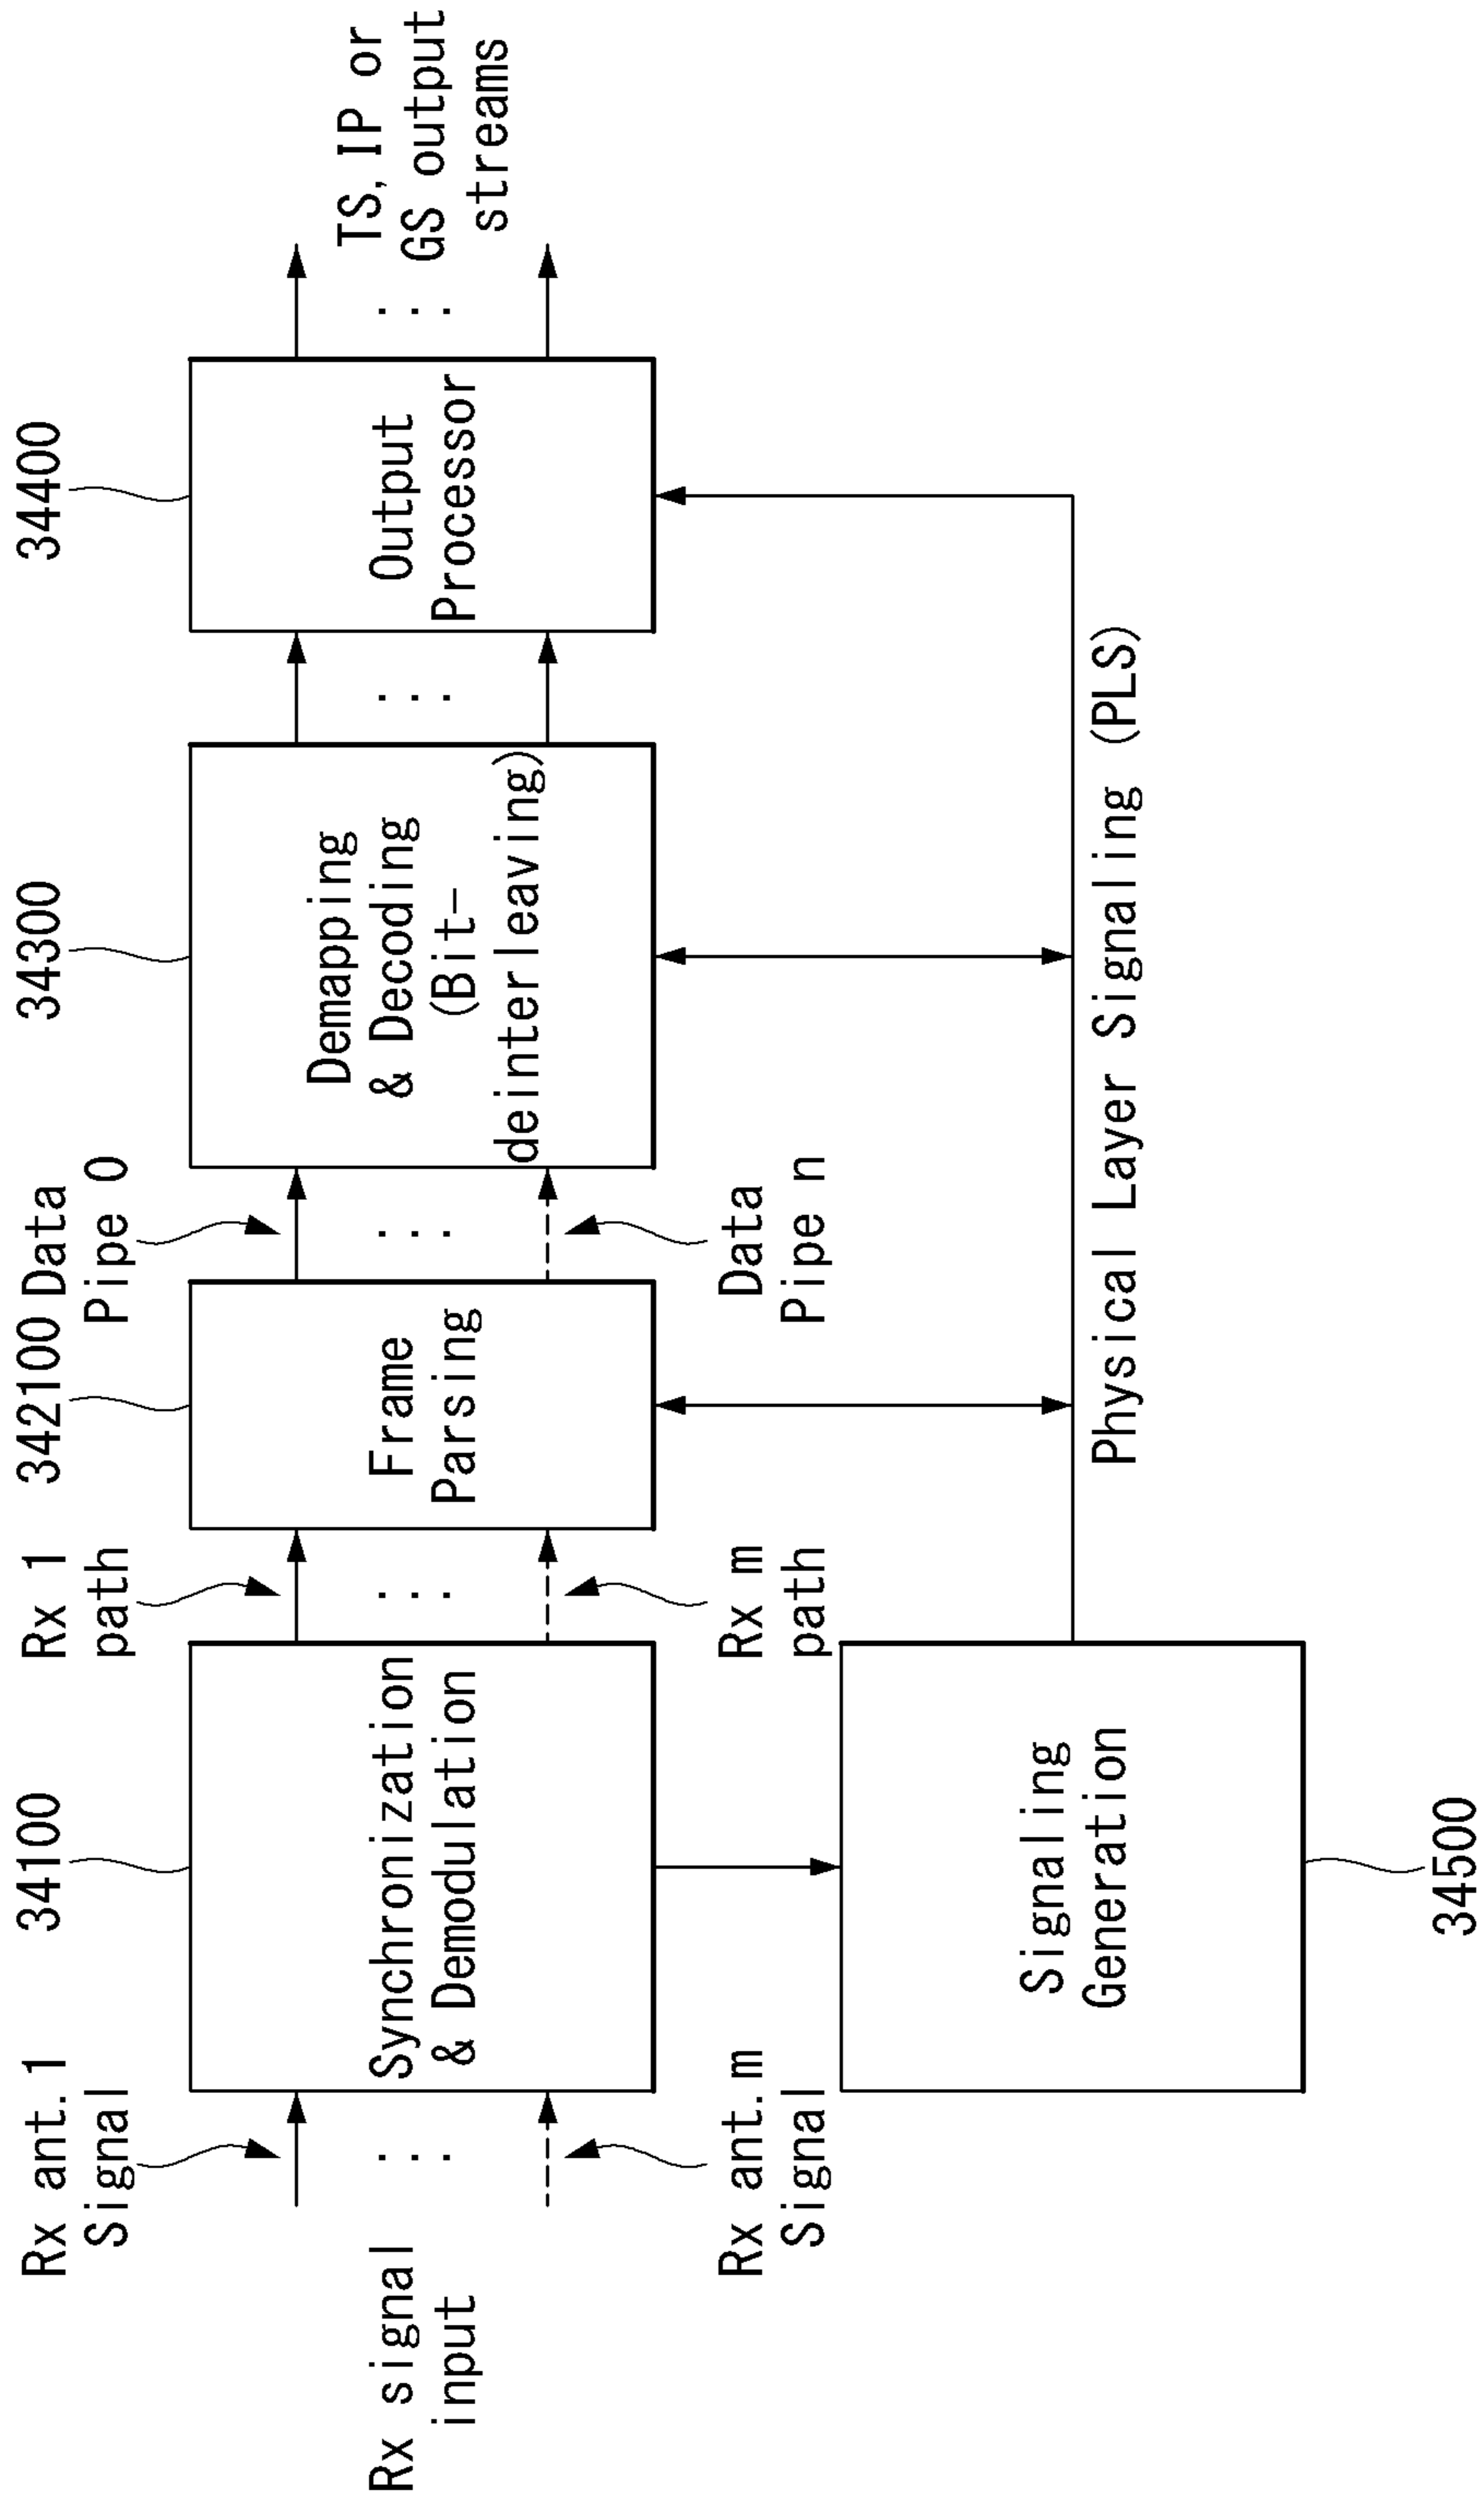 Rx signal
input
Rx ant.1
Signal
Rx ant.m
Signal
34100
Synchronization
& Demodulation
Rx 1
path
Rx m
path
342100
Frame
Parsing
Data
Pipe 0
Data
Pipe n
34300
Demapping
& Decoding
(Bit-
deinterleaving)
34400
Output
Processor
TS,IP or
GS output
streams
Signaling
Generation
34500
Physical Layer Signaling (PLS)